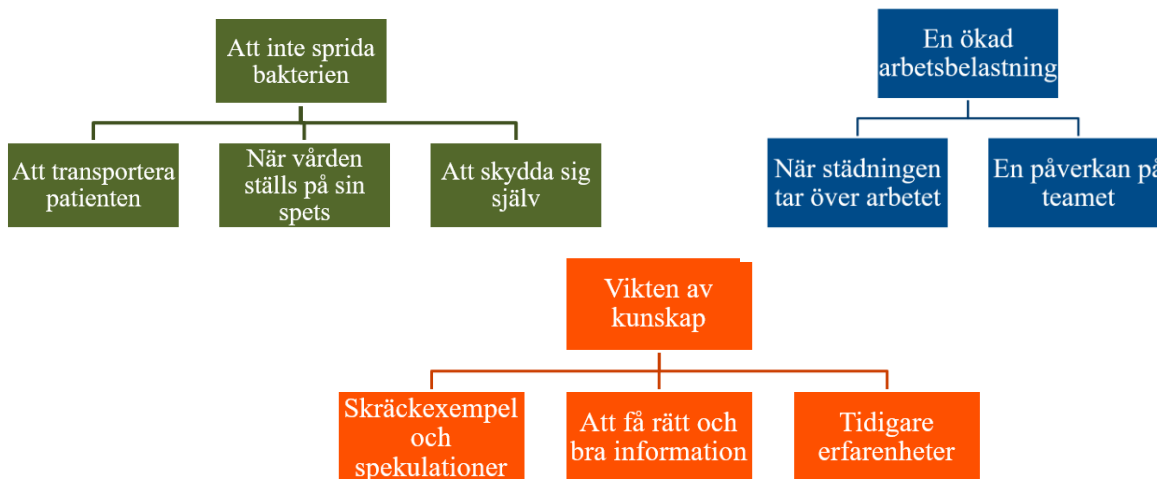 Att inte sprida
bakterien
Att transportera
patienten
När vården
ställs på sin
spets
Att skydda sig
själv
En ökad
arbetsbelastning
När städningen
tar över arbetet
En påverkan på
teamet
Vikten av
kunskap
Skräckexempel
och
spekulationer
Att få rätt och
bra information
Tidigare
erfarenheter